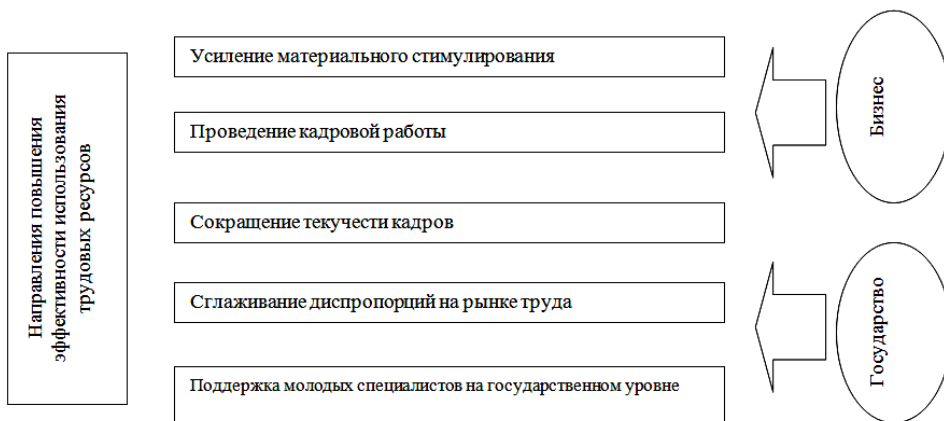 Направления повышения
эффективности использования
трудовых ресурсов
Усиление материального стимулирования
Проведение кадровой работы
Сокращение текучести кадров
Сглаживание диспропорций на рынке труда
Поддержка молодых специалистов на государственном уровне
Бизнес
Государство